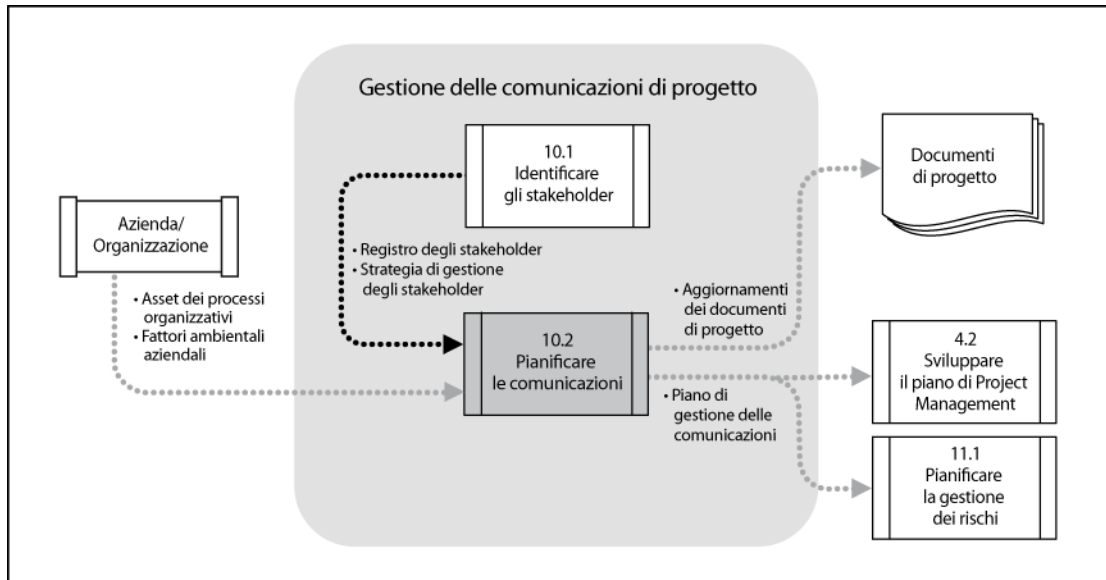 Gestione delle comunicazioni di progetto
10.1
Identificare
gli stakeholder
Documenti
di progetto
Azienda/
Organizzazione
• Registro degli stakeholder
• Strategia di gestione
degli stakeholder
• Asset dei processi
organizzativi
• Fattori ambientali
aziendali
• Aggiornamenti
dei documenti
di progetto
10.2
Pianificare
le comunicazioni
• Piano di
gestione delle
comunicazioni
4.2
Sviluppare
il piano di Project
Management
11.1
Pianificare
la gestione
dei rischi